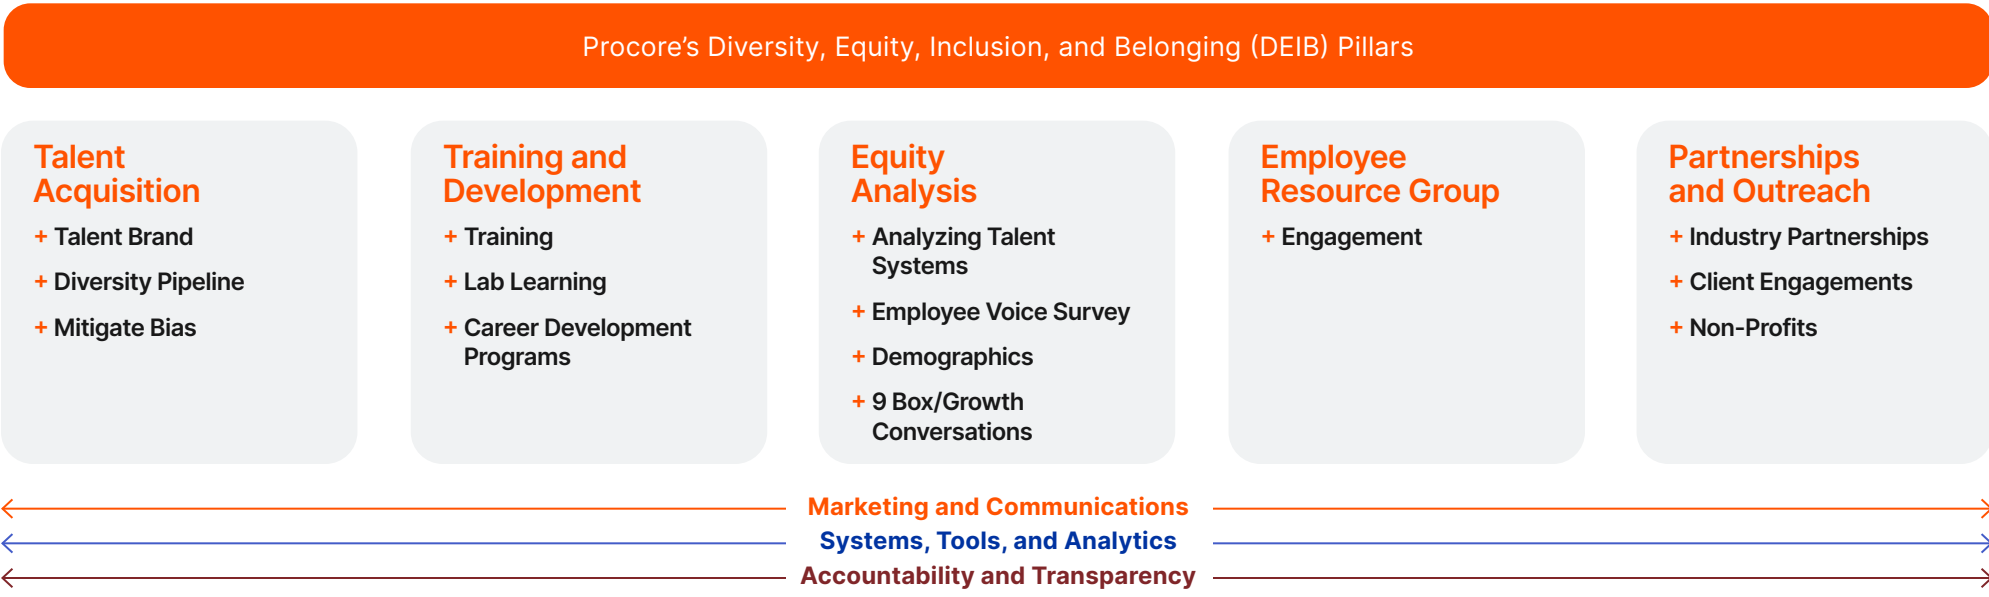 Procore’s Diversity, Equity, Inclusion, and Belonging (DEIB) Pillars
Talent
Acquisition
+ Talent Brand
+ Diversity Pipeline
+ Mitigate Bias
Training and
Development
+ Training
+ Lab Learning
+ Career Development
Programs
Equity
Analysis
+ Analyzing Talent
Systems
+ Employee Voice Survey
+ Demographics
+ 9 Box/Growth
Conversations
Employee
Resource Group
+ Engagement
Partnerships
and Outreach
+ Industry Partnerships
+ Client Engagements
+ Non-Profits
Marketing and Communications
Systems, Tools, and Analytics
Accountability and Transparency